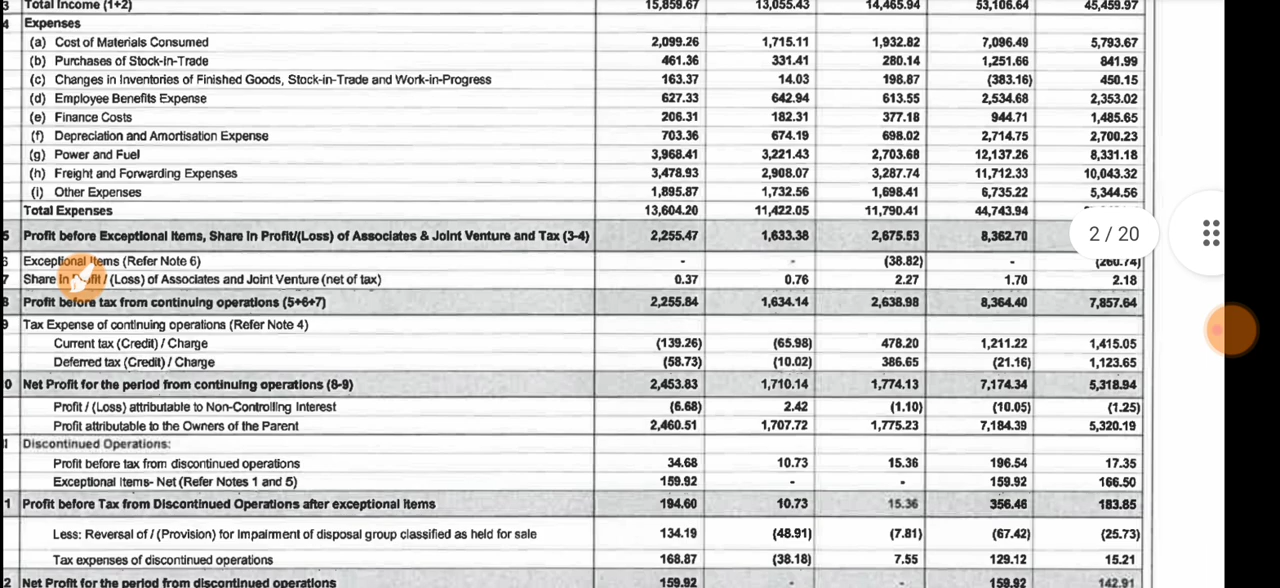 3 Total Income (1+2) 15,859.67 13,055.43 14,465.94 53,106.64 45,459.97
4 Expenses
(a) Cost of Materials Consumed 2,099.26 1,715.11 1,932.82 7,096.49 5,793.67
(b) Purchases of Stock-in-Trade 461.36 331.41 280.14 1,251.66 841.99
(c) Changes in Inventories of Finished Goods, Stock-in-Trade and Work-in-Progress 163.37 14.03 198.87 (383.16) 450.15
(d) Employee Benefits Expense 627.33 642.94 613.55 2,534.68 2,353.02
(e) Finance Costs 206.31 182.31 377.18 944.71 1,485.65
(f) Depreciation and Amortisation Expense 703.36 674.19 698.02 2,714.75 2,700.23
(g) Power and Fuel 3,968.41 3,221.43 2,703.68 12,137.26 8,331.18
(h) Freight and Forwarding Expenses 3,478.93 2,908.07 3,287.74 11,712.33 10,043.32
(i) Other Expenses 1,895.87 1,732.56 1,698.41 6,735.22 5,344.56
Total Expenses 13,604.20 11,422.05 11,790.41 44,743.94
5 Profit before Exceptional Items, Share in Profit/(Loss) of Associates & Joint Venture and Tax (3-4) 2,255.47 1,633.38 2,675.53 8,362.70
2 / 20
6 Exceptional Items (Refer Note 6) - - (38.82) - (260.74)
7 Share in / (Loss) of Associates and Joint Venture (net of tax) 0.37 0.76 2.27 1.70 2.18
8 Profit before tax from continuing operations (5+6+7) 2,255.84 1,634.14 2,638.98 8,364.40 7,857.64
9 Tax Expense of continuing operations (Refer Note 4)
Current tax (Credit) / Charge (139.26) (65.98) 478.20 1,211.22 1,415.05
Deferred tax (Credit) / Charge (58.73) (10.02) 386.65 (21.16) 1,123.65
0 Net Profit for the period from continuing operations (8-9) 2,453.83 1,710.14 1,774.13 7,174.34 5,318.94
Profit / (Loss) attributable to Non-Controlling Interest (6.68) 2.42 (1.10) (10.05) (1.25)
Profit attributable to the Owners of the Parent 2,460.51 1,707.72 1,775.23 7,184.39 5,320.19
Discontinued Operations:
Profit before tax from discontinued operations 34.68 10.73 15.36 196.54 17.35
Exceptional Items- Net (Refer Notes 1 and 5) 159.92 - - 159.92 166.50
1 Profit before Tax from Discontinued Operations after exceptional items 194.60 10.73 15.36 356.46 183.85
Less: Reversal of / (Provision) for Impairment of disposal group classified as held for sale 134.19 (48.91) (7.81) (67.42) (25.73)
Tax expenses of discontinued operations 168.87 (38.18) 7.55 129.12 15.21
2 Net Profit for the period from discontinued operations 159.92 - - 159.92 142.91